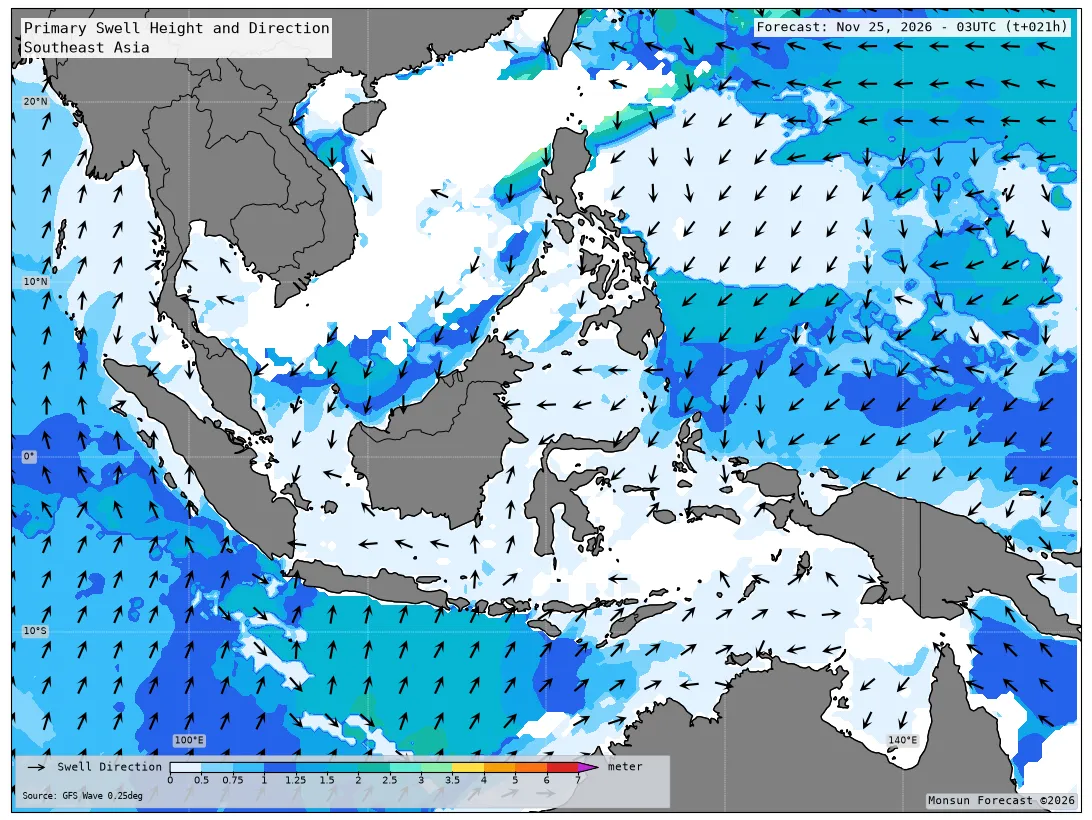 Primary Swell Height and Direction
Southeast Asia
Forecast: Nov 25, 2026 - 03UTC (t+021h)
20°N
10°N
0°
10°S
100°E
140°E
Swell Direction
meter
0 0.5 0.75 1 1.25 1.5 2 2.5 3 3.5 4 5 6 7
Source: GFS Wave 0.25deg
Monsun Forecast ©2026